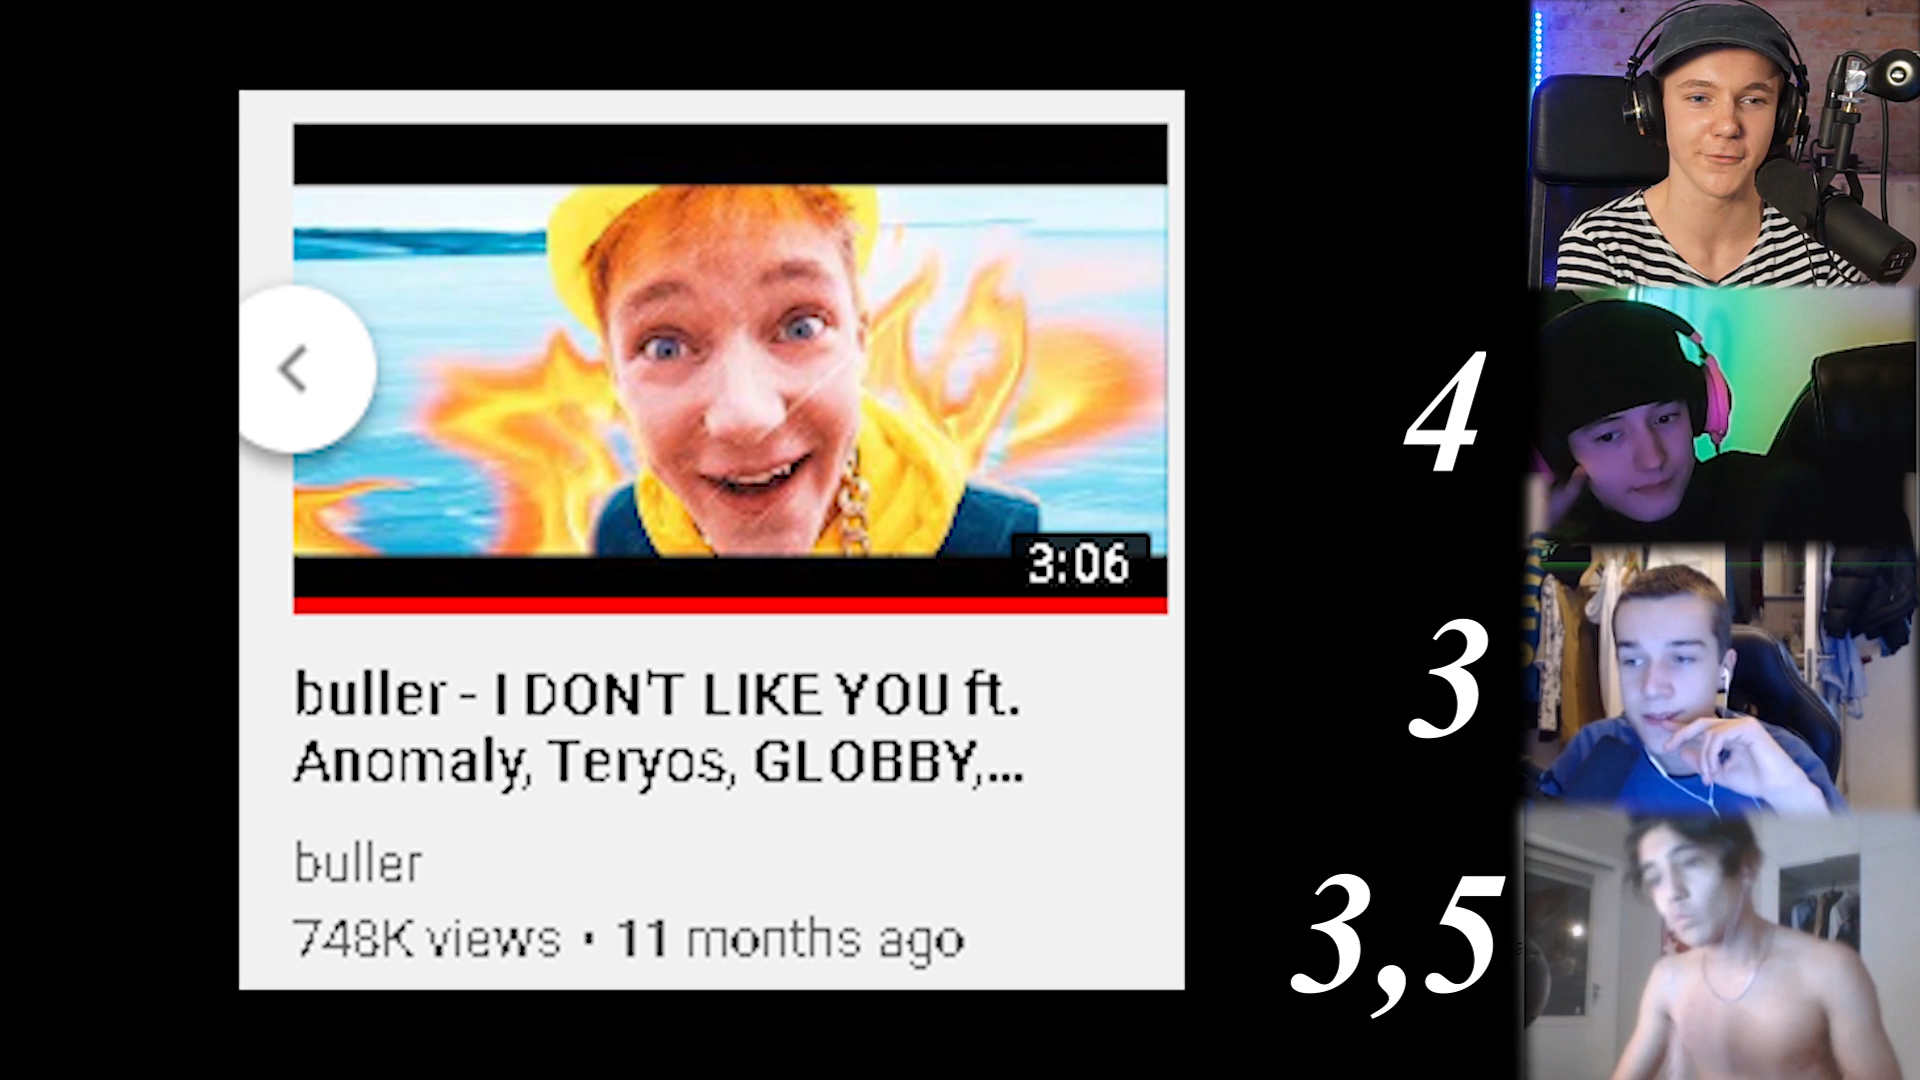 3:06
buller - I DON'T LIKE YOU ft.
Anomaly, Teryos, GLOBBY,...
buller
748K views • 11 months ago
4
3
3,5